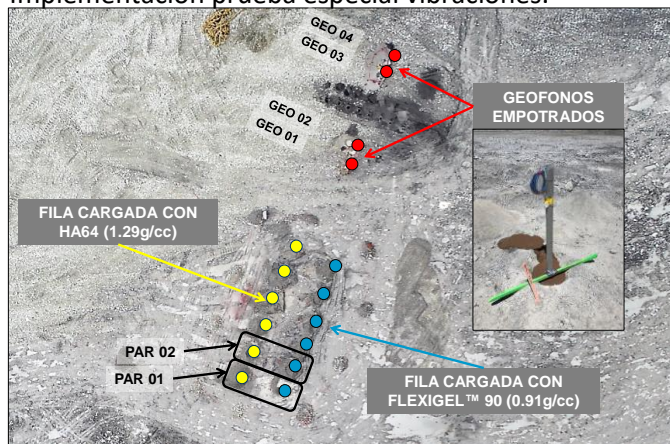 Implementación prueba especial vibraciones.
GEO 04
GEO 03
GEO 02
GEO 01
GEOFONOS
EMPOTRADOS
FILA CARGADA CON
HA64 (1.29g/cc)
PAR 02
PAR 01
FILA CARGADA CON
FLEXIGEL™ 90 (0.91g/cc)